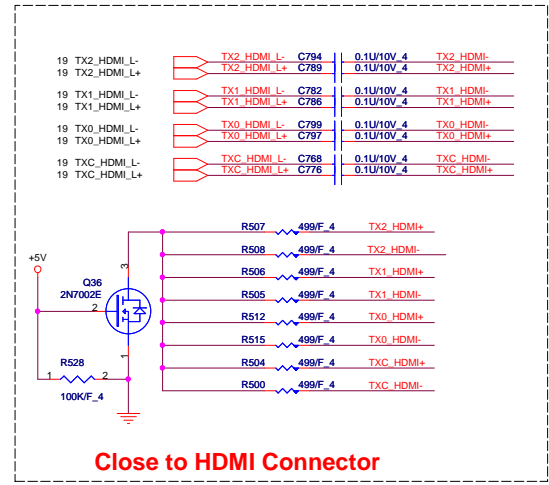 19 TX2_HDMI_L- TX2_HDMI_L- C794 0.1U/10V_4 TX2_HDMI-
19 TX2_HDMI_L+ TX2_HDMI_L+ C789 0.1U/10V_4 TX2_HDMI+
19 TX1_HDMI_L- TX1_HDMI_L- C782 0.1U/10V_4 TX1_HDMI-
19 TX1_HDMI_L+ TX1_HDMI_L+ C786 0.1U/10V_4 TX1_HDMI+
19 TX0_HDMI_L- TX0_HDMI_L- C799 0.1U/10V_4 TX0_HDMI-
19 TX0_HDMI_L+ TX0_HDMI_L+ C797 0.1U/10V_4 TX0_HDMI+
19 TXC_HDMI_L- TXC_HDMI_L- C768 0.1U/10V_4 TXC_HDMI-
19 TXC_HDMI_L+ TXC_HDMI_L+ C776 0.1U/10V_4 TXC_HDMI+
R507 499/F_4 TX2_HDMI+
R508 499/F_4 TX2_HDMI-
R506 499/F_4 TX1_HDMI+
R505 499/F_4 TX1_HDMI-
R512 499/F_4 TX0_HDMI+
R515 499/F_4 TX0_HDMI-
R504 499/F_4 TXC_HDMI+
R500 499/F_4 TXC_HDMI-
+5V
3
Q36
2N7002E
2
1
R528
1 2
100K/F_4
Close to HDMI Connector